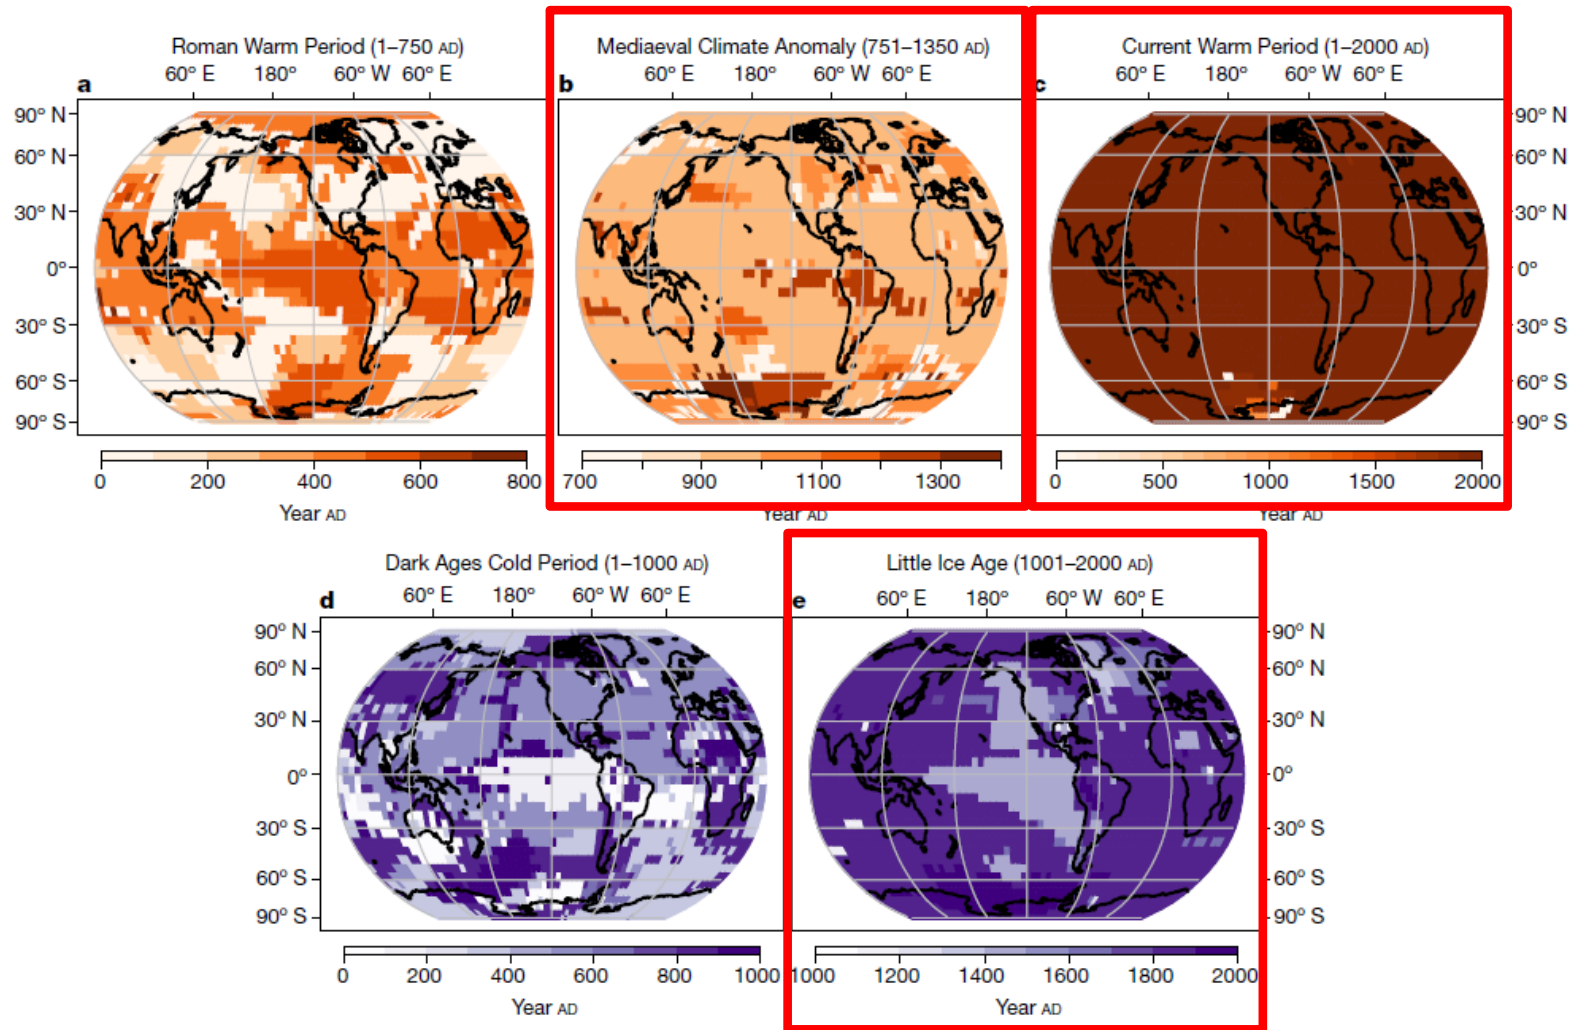 Roman Warm Period (1–750 AD)
60° E 180° 60° W 60° E
a
90° N
60° N
30° N
0°
30° S
60° S
90° S
0 200 400 600 800
Year AD
Mediaeval Climate Anomaly (751–1350 AD)
60° E 180° 60° W 60° E
b
700 900 1100 1300
Year AD
Current Warm Period (1–2000 AD)
60° E 180° 60° W 60° E
c
90° N
60° N
30° N
0°
30° S
60° S
90° S
0 500 1000 1500 2000
Year AD
Dark Ages Cold Period (1–1000 AD)
60° E 180° 60° W 60° E
d
90° N
60° N
30° N
0°
30° S
60° S
90° S
0 200 400 600 800 1000
Year AD
Little Ice Age (1001–2000 AD)
60° E 180° 60° W 60° E
e
90° N
60° N
30° N
0°
30° S
60° S
90° S
1000 1200 1400 1600 1800 2000
Year AD